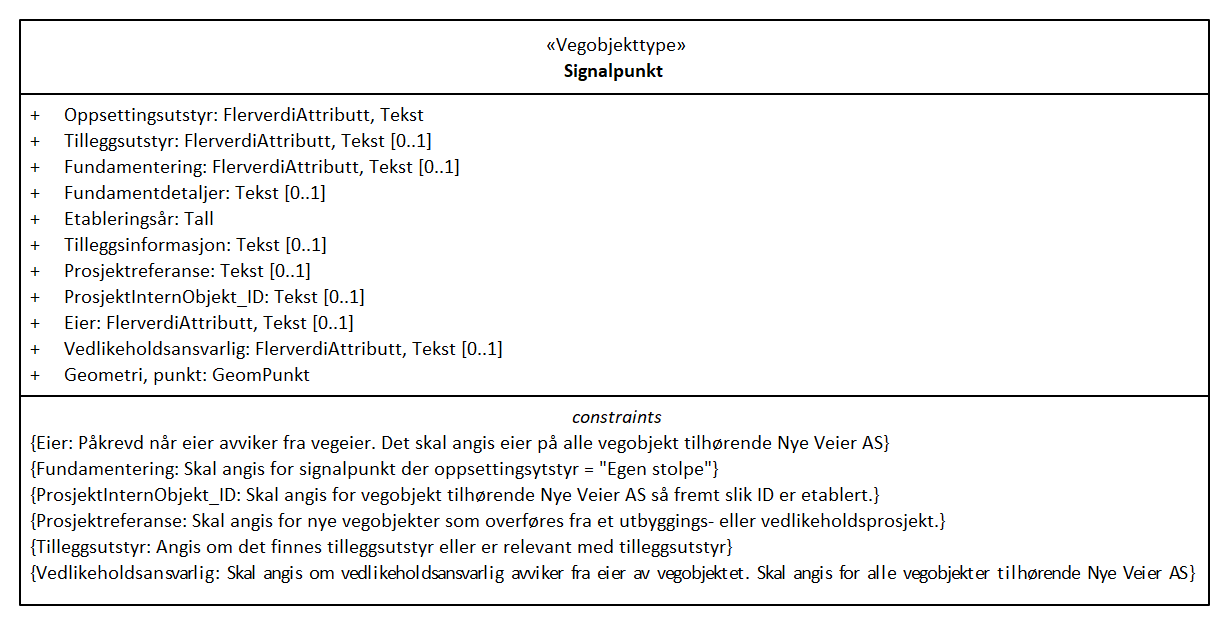 «Vegobjekttype»
Signalpunkt
+ Oppsettingsutstyr: FlerverdiAttributt, Tekst
+ Tilleggsutstyr: FlerverdiAttributt, Tekst [0..1]
+ Fundamentering: FlerverdiAttributt, Tekst [0..1]
+ Fundamentdetaljer: Tekst [0..1]
+ Etableringsår: Tall
+ Tilleggsinformasjon: Tekst [0..1]
+ Prosjektreferanse: Tekst [0..1]
+ ProsjektInternObjekt_ID: Tekst [0..1]
+ Eier: FlerverdiAttributt, Tekst [0..1]
+ Vedlikeholdsansvarlig: FlerverdiAttributt, Tekst [0..1]
+ Geometri, punkt: GeomPunkt
constraints
{Eier: Påkrevd når eier avviker fra vegeier. Det skal angis eier på alle vegobjekt tilhørende Nye Veier AS}
{Fundamentering: Skal angis for signalpunkt der oppsettingsytstyr = "Egen stolpe"}
{ProsjektInternObjekt_ID: Skal angis for vegobjekt tilhørende Nye Veier AS så fremt slik ID er etablert.}
{Prosjektreferanse: Skal angis for nye vegobjekter som overføres fra et utbyggings- eller vedlikeholdsprosjekt.}
{Tilleggsutstyr: Angis om det finnes tilleggsutstyr eller er relevant med tilleggsutstyr}
{Vedlikeholdsansvarlig: Skal angis om vedlikeholdsansvarlig avviker fra eier av vegobjektet. Skal angis for alle vegobjekter tilhørende Nye Veier AS}